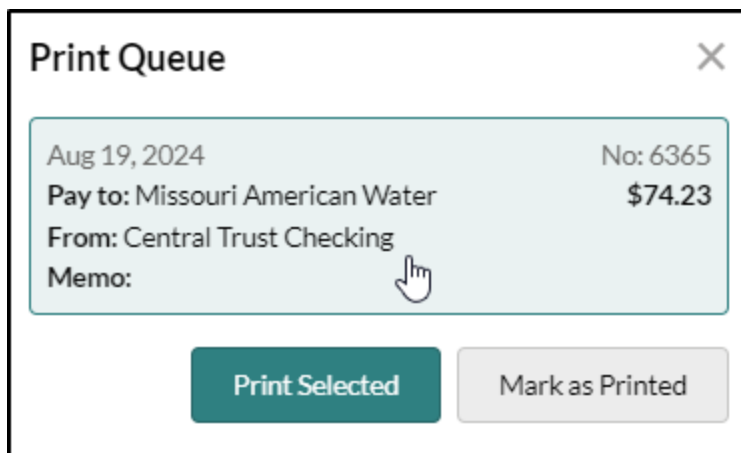 Print Queue
Aug 19, 2024 No: 6365
Pay to: Missouri American Water $74.23
From: Central Trust Checking
Memo:
Print Selected Mark as Printed